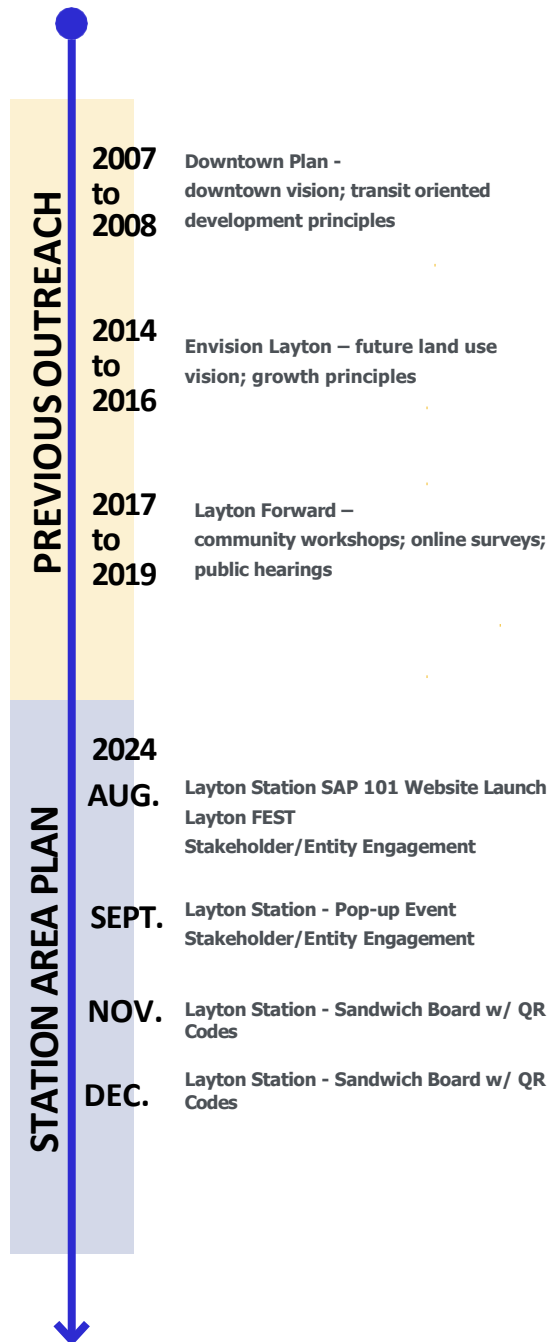 PREVIOUS OUTREACH
2007
to
2008
Downtown Plan -
downtown vision; transit oriented
development principles
2014
to
2016
Envision Layton – future land use
vision; growth principles
2017
to
2019
Layton Forward –
community workshops; online surveys;
public hearings
STATION AREA PLAN
2024
AUG.
Layton Station SAP 101 Website Launch
Layton FEST
Stakeholder/Entity Engagement
SEPT.
Layton Station - Pop-up Event
Stakeholder/Entity Engagement
NOV.
Layton Station - Sandwich Board w/ QR
Codes
DEC.
Layton Station - Sandwich Board w/ QR
Codes